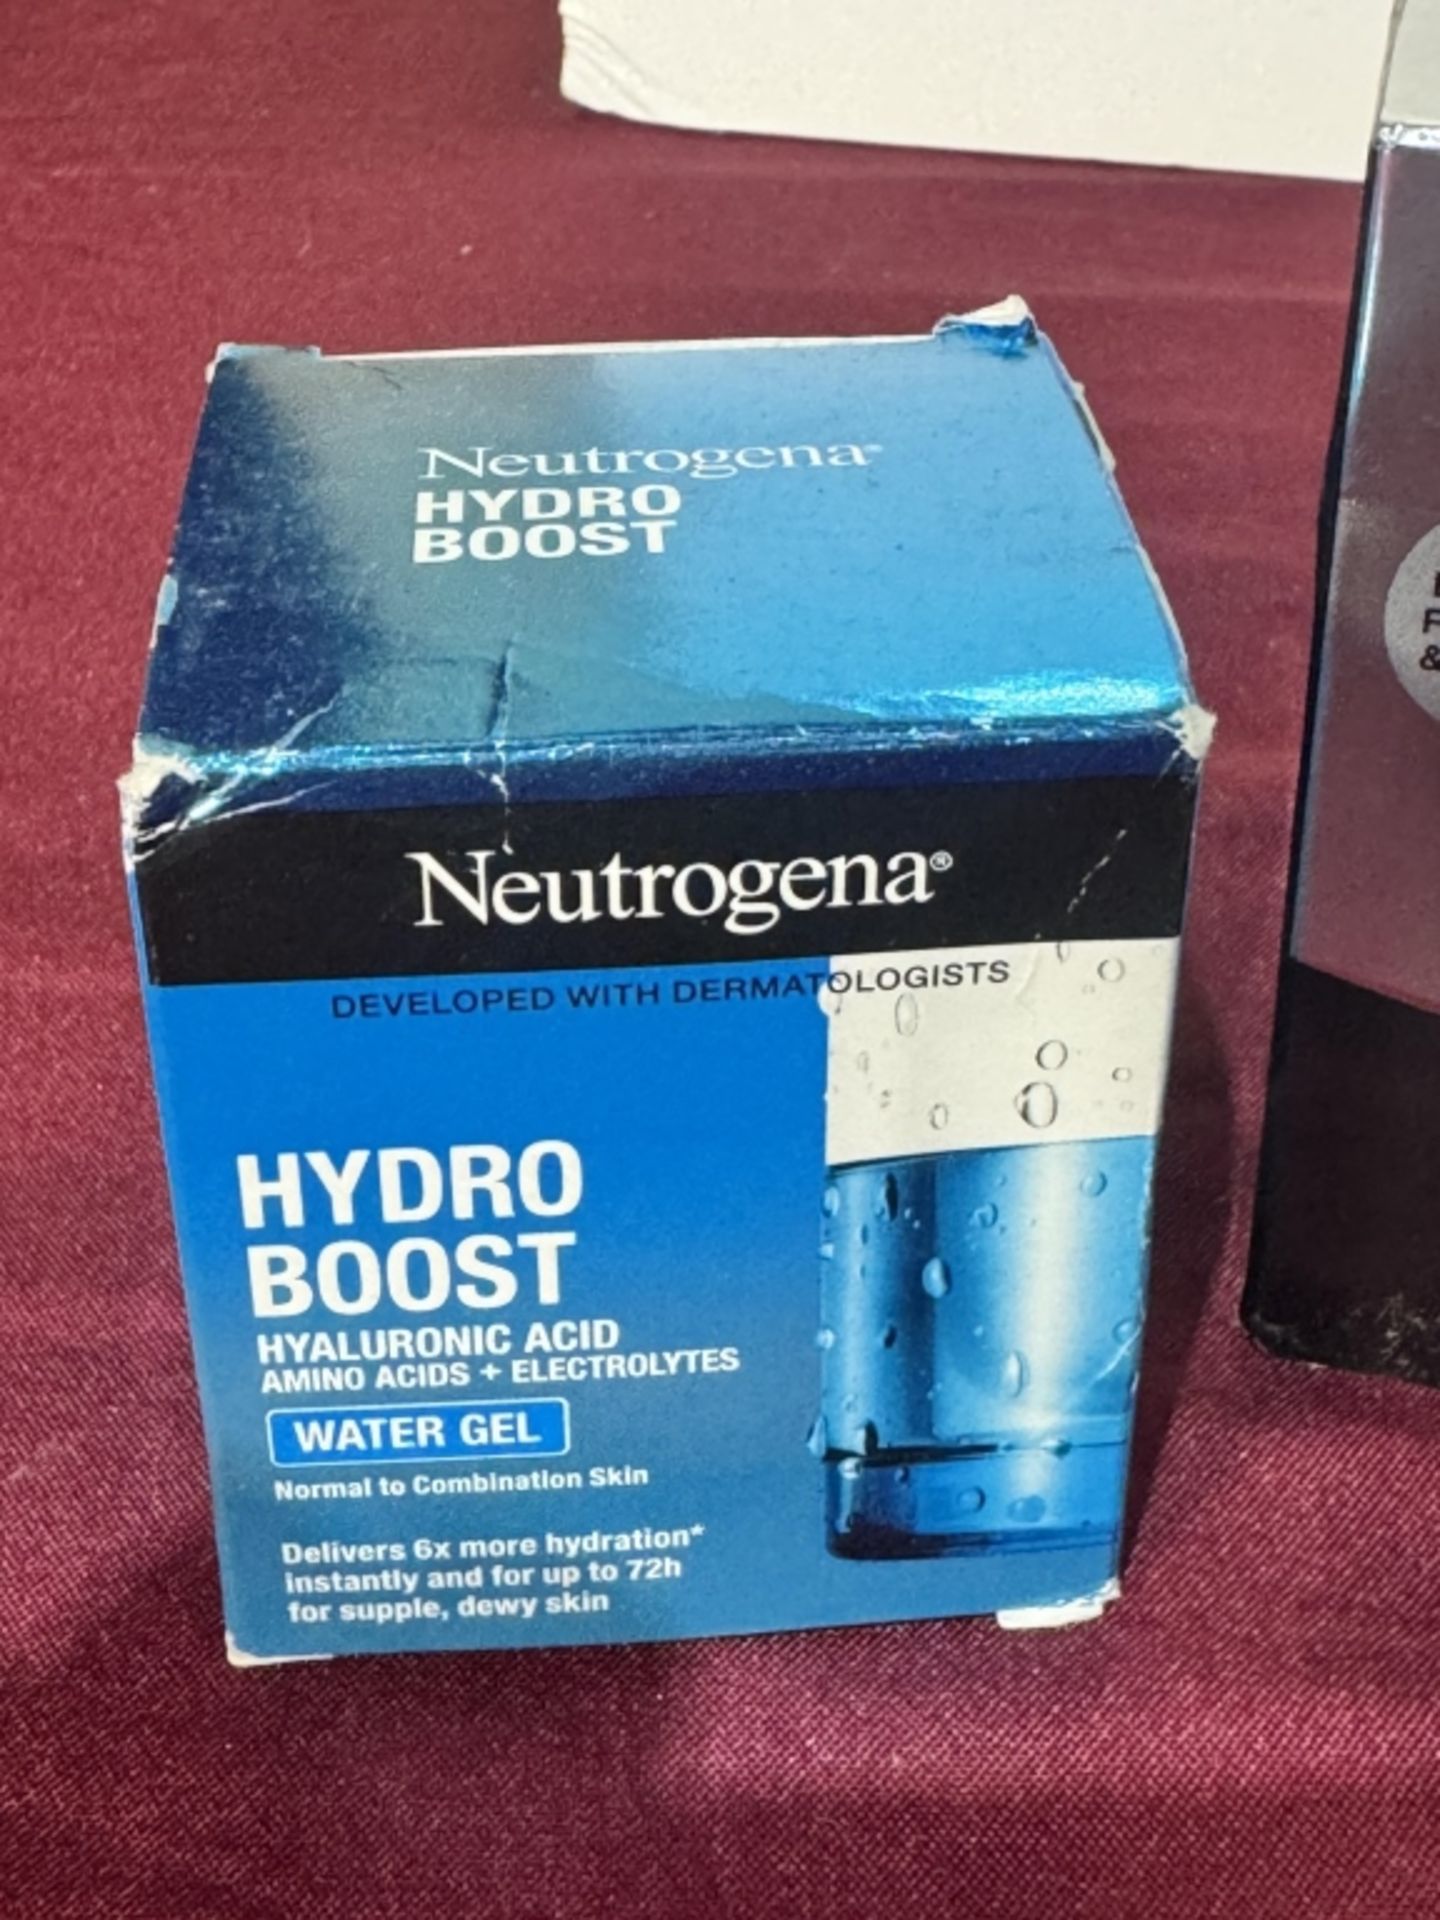 Neutrogena®
HYDRO
BOOST
Neutrogena®
DEVELOPED WITH DERMATOLOGISTS
HYDRO
BOOST
HYALURONIC ACID
AMINO ACIDS + ELECTROLYTES
WATER GEL
Normal to Combination Skin
Delivers 6x more hydration*
instantly and for up to 72h
for supple, dewy skin
&